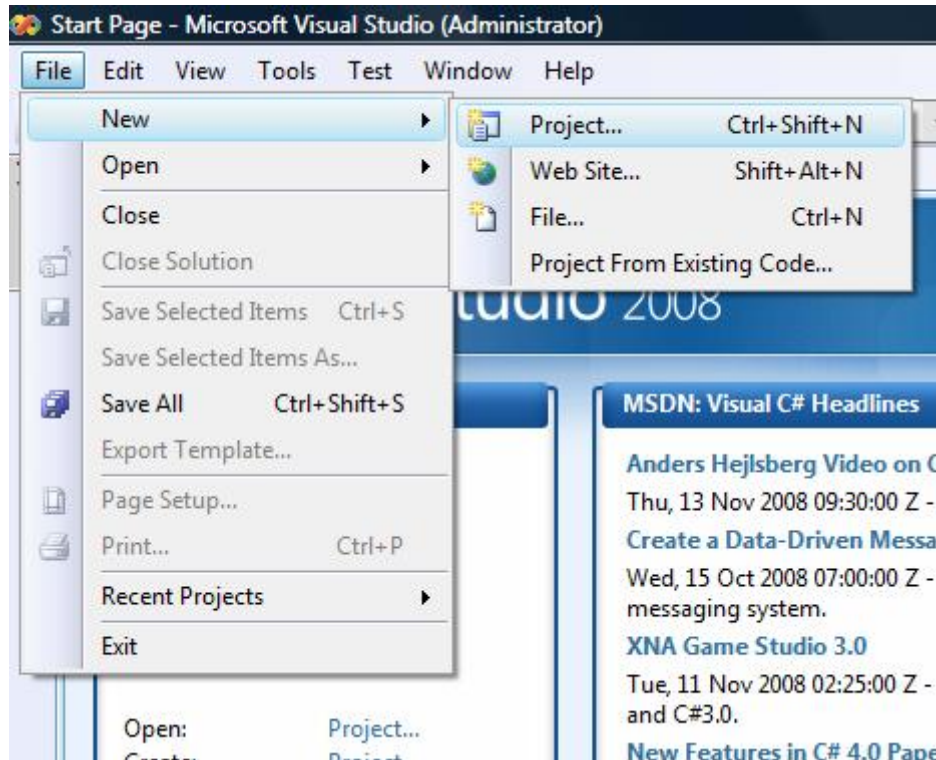 Start Page - Microsoft Visual Studio (Administrator)
File Edit View Tools Test Window Help
New
Open
Close
Close Solution
Save Selected Items Ctrl+S
Save Selected Items As...
Save All Ctrl+Shift+S
Export Template...
Page Setup...
Print... Ctrl+P
Recent Projects
Exit
Project... Ctrl+Shift+N
Web Site... Shift+Alt+N
File... Ctrl+N
Project From Existing Code...
2008
MSDN: Visual C# Headlines
Anders Hejlsberg Video on
Thu, 13 Nov 2008 09:30:00 Z -
Create a Data-Driven
Wed, 15 Oct 2008 07:00:00 Z -
messaging system.
XNA Game Studio 3.0
Tue, 11 Nov 2008 02:25:00 Z -
and C#3.0.
New Features in C# 4.0
Open: Project...